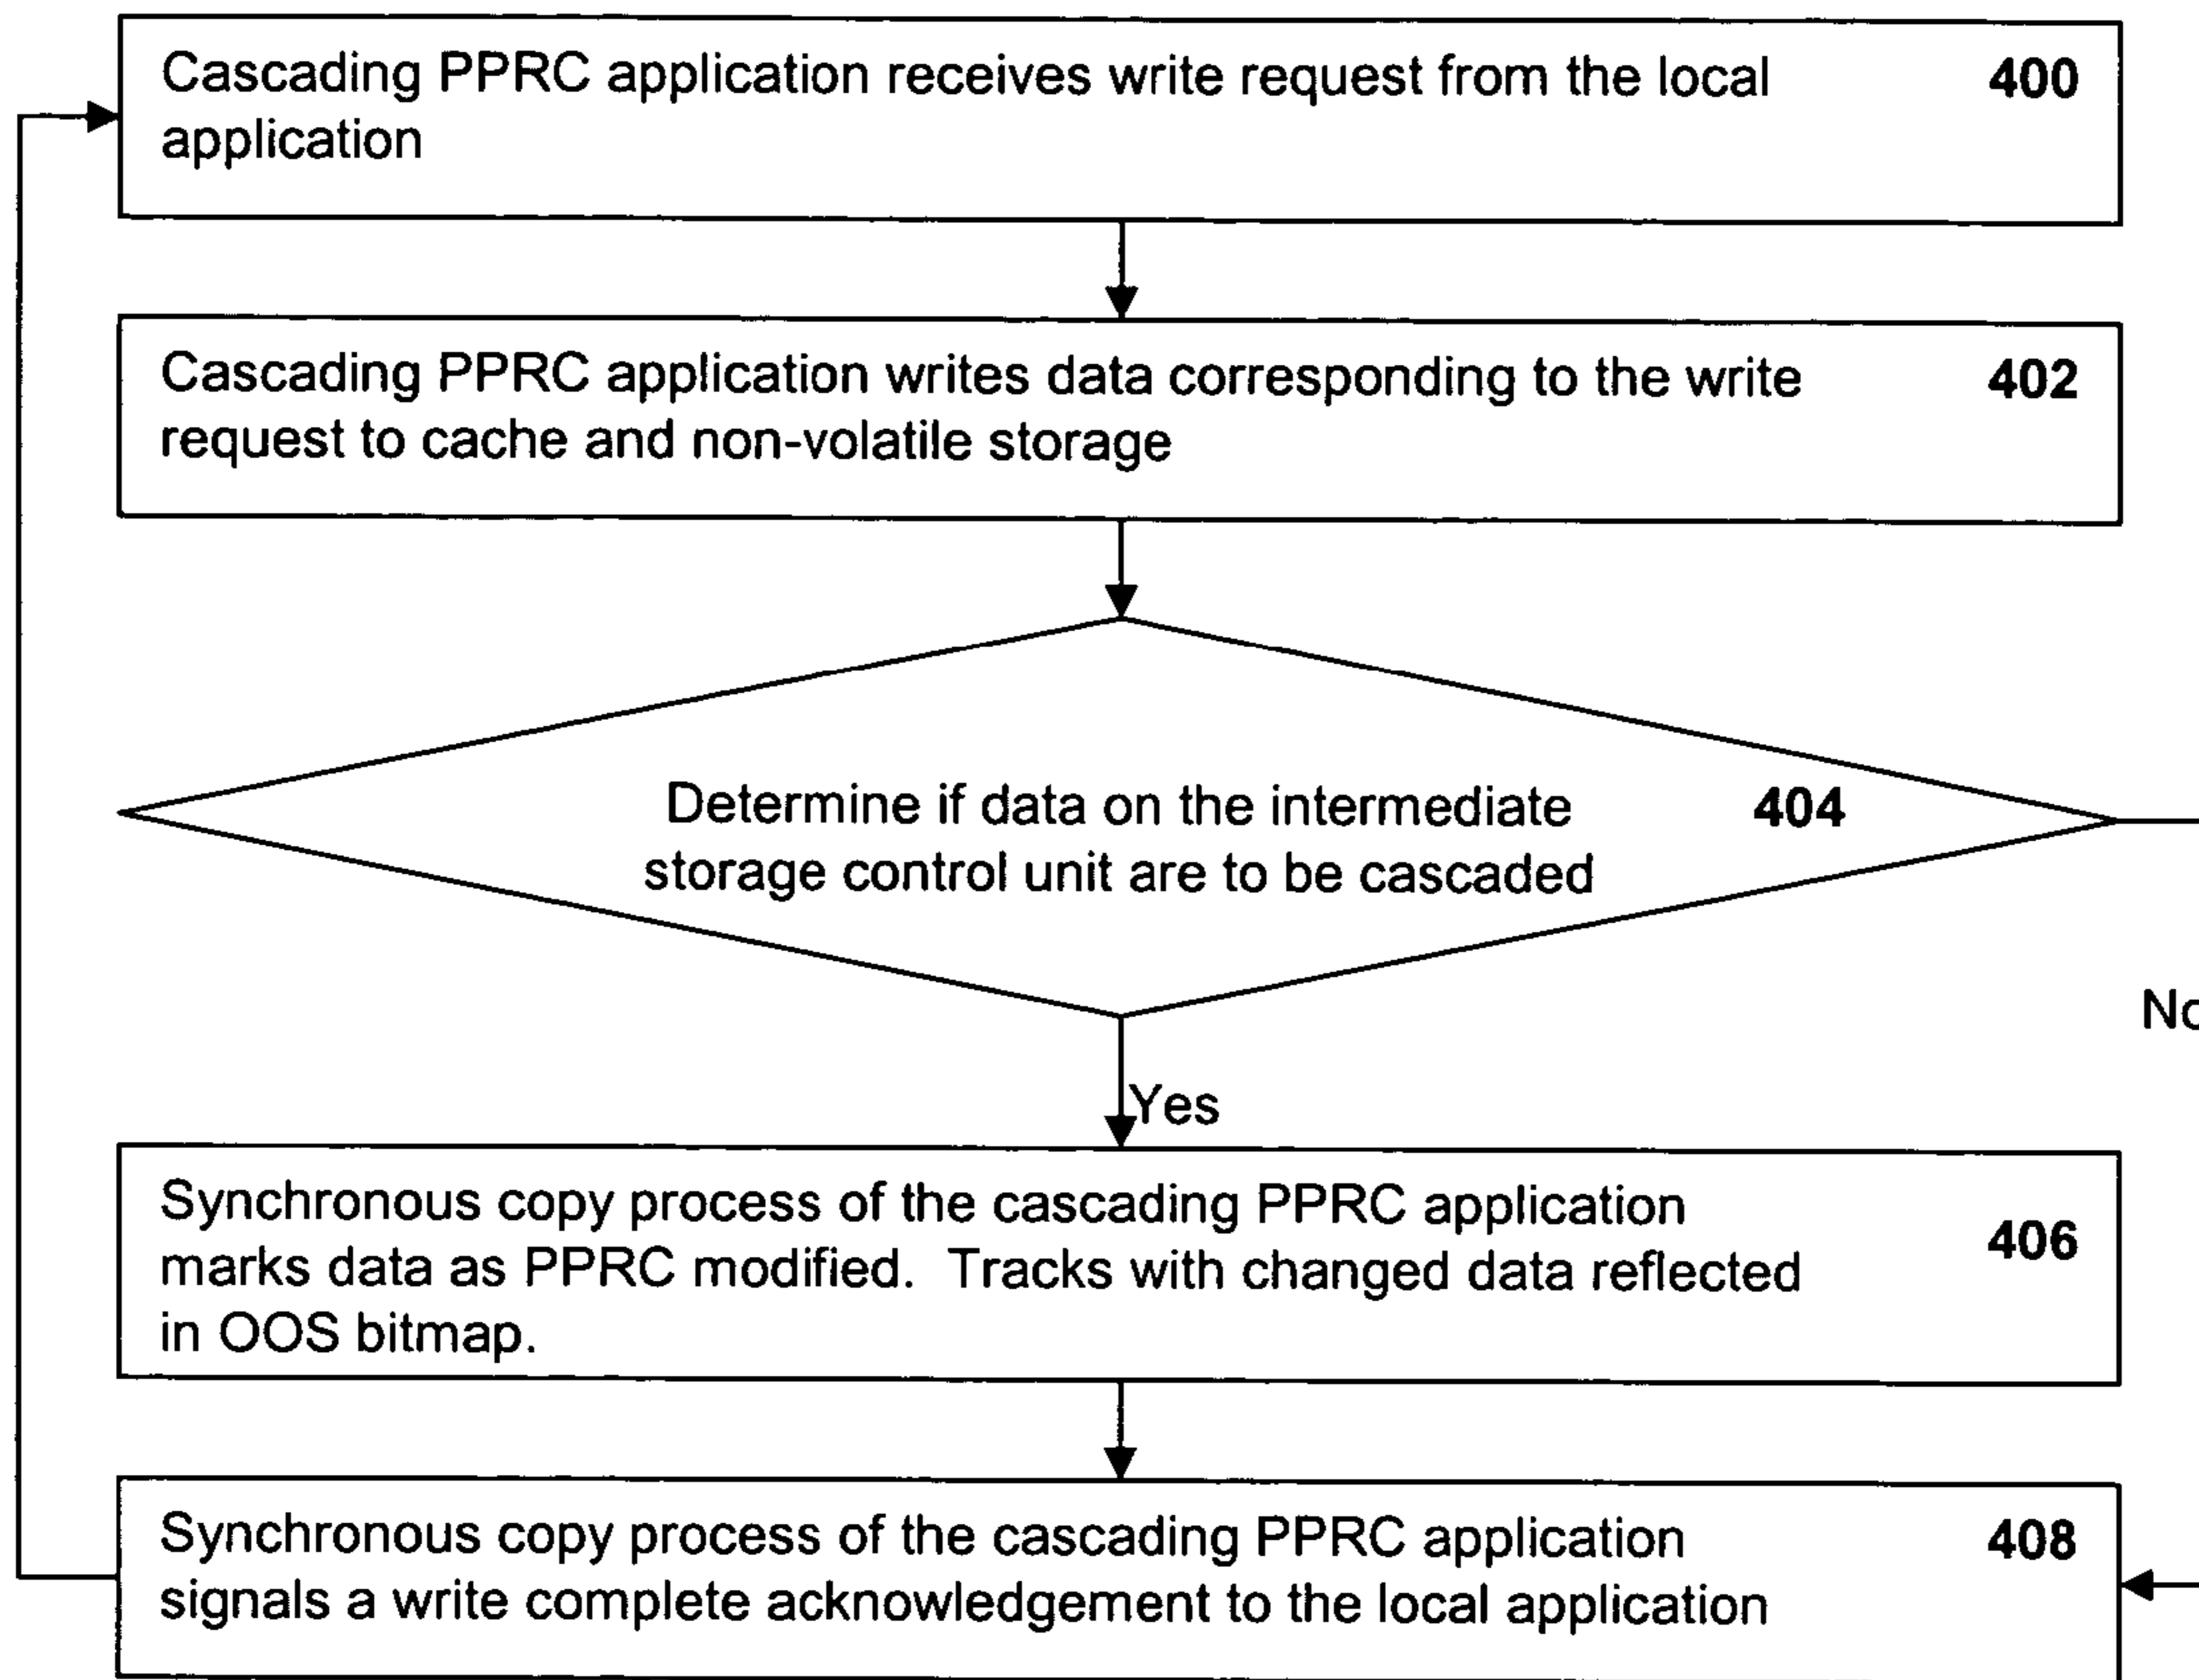 Cascading PPRC application receives write request from the local 400
application
Cascading PPRC application writes data corresponding to the write 402
request to cache and non-volatile storage
Determine if data on the intermediate 404
storage control unit are to be cascaded
No
Yes
Synchronous copy process of the cascading PPRC application
marks data as PPRC modified. Tracks with changed data reflected 406
in OOS bitmap.
Synchronous copy process of the cascading PPRC application 408
signals a write complete acknowledgement to the local application